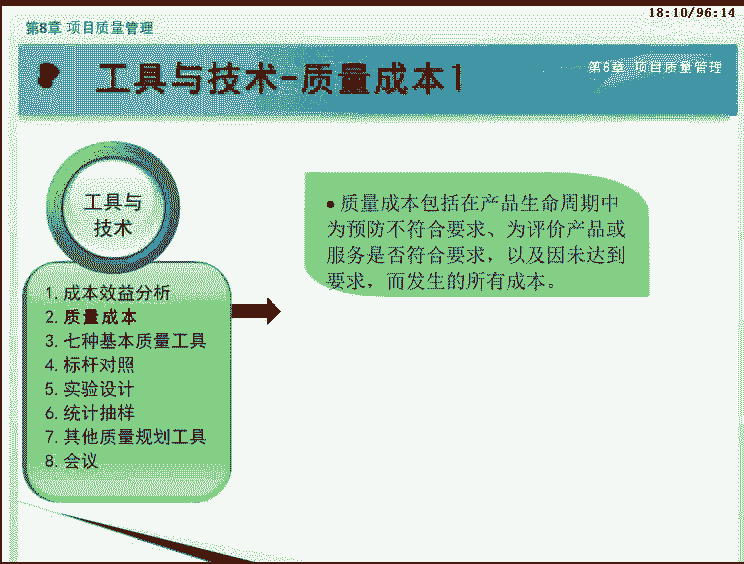 18:10/96:14
第8章 项目质量管理
工具与技术-质量成本1
第8章 项目质量管理
工具与
技术
1. 成本效益分析
2. 质量成本
3. 七种基本质量工具
4. 标杆对照
5. 实验设计
6. 统计抽样
7. 其他质量规划工具
8. 会议
• 质量成本包括在产品生命周期中
为预防不符合要求、为评价产品或
服务是否符合要求，以及因未达到
要求，而发生的所有成本。